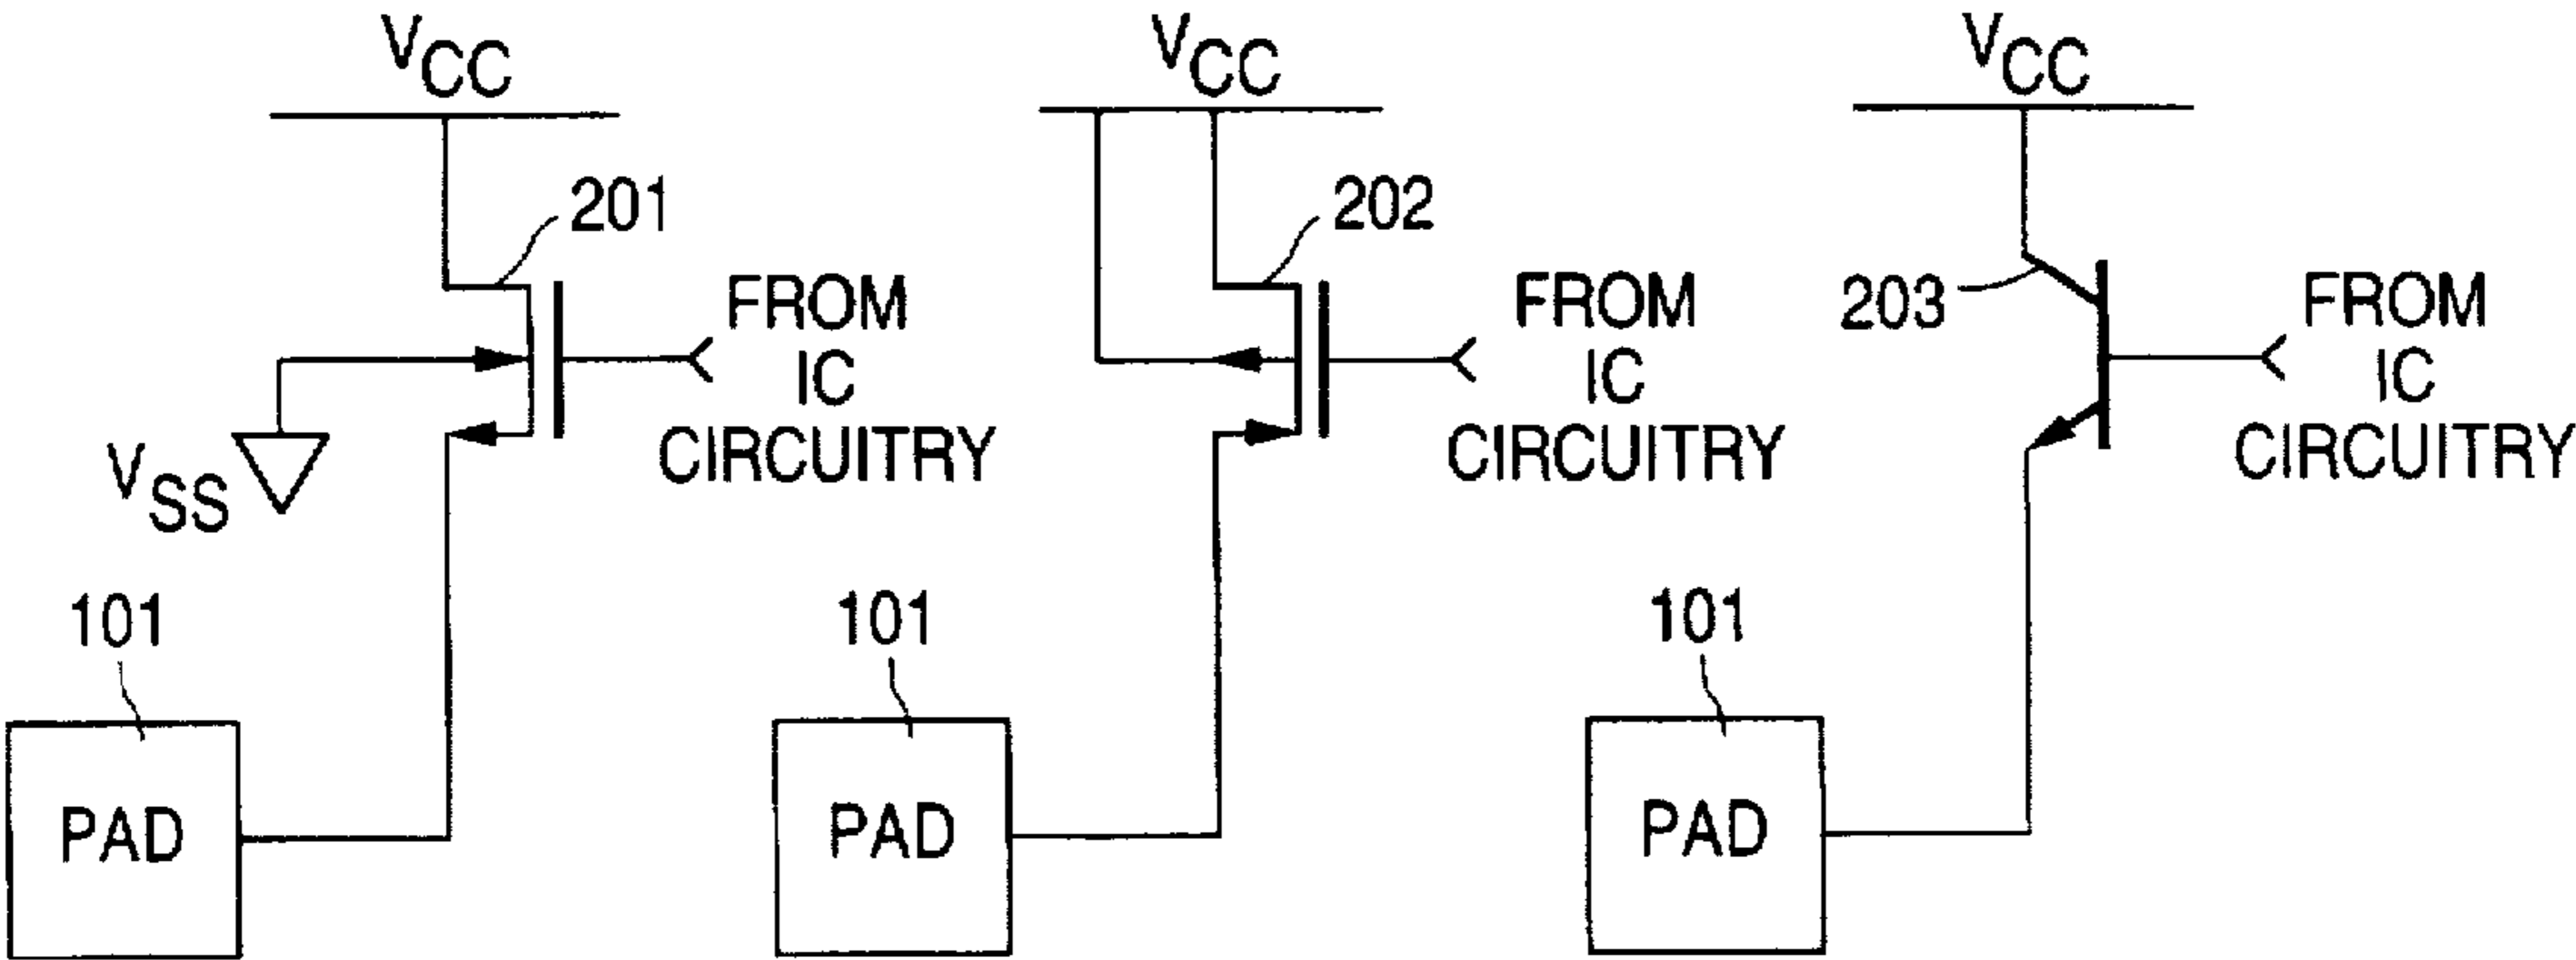 VCC
201
FROM
IC
CIRCUITRY
VSS
101
PAD
VCC
202
FROM
IC
CIRCUITRY
101
PAD
VCC
203
FROM
IC
CIRCUITRY
101
PAD